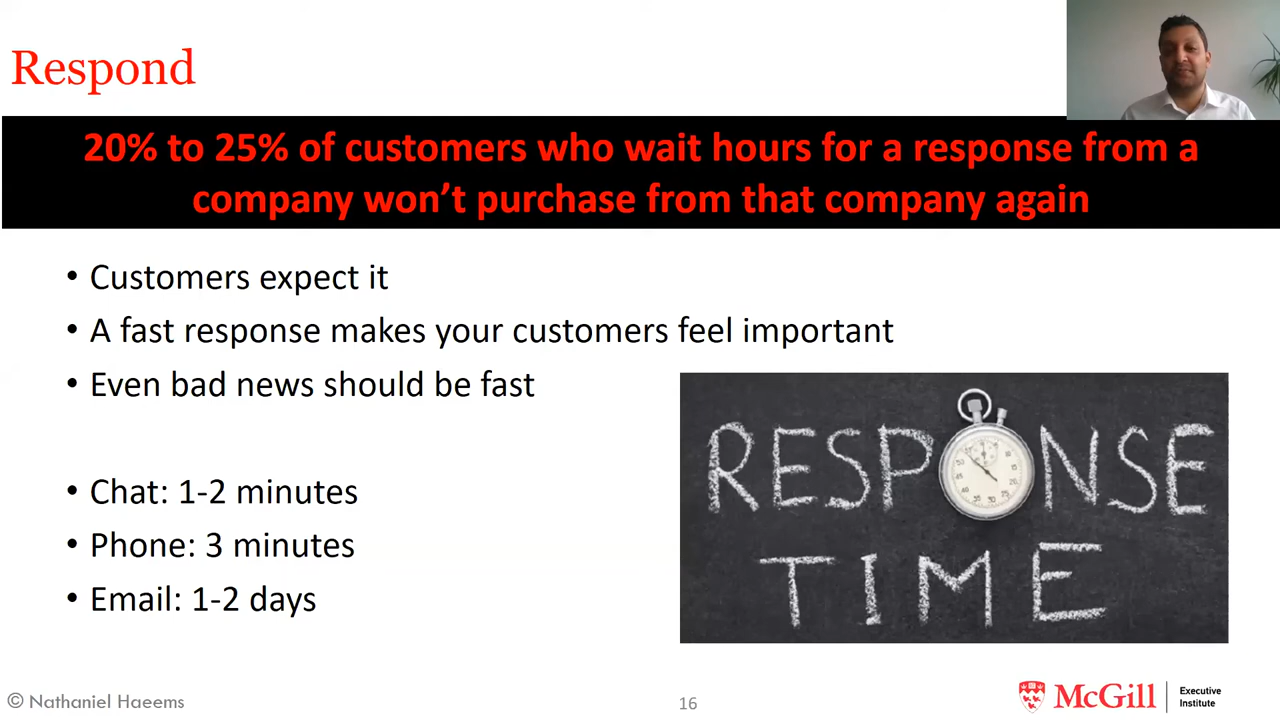 Respond
20% to 25% of customers who wait hours for a response from a
company won’t purchase from that company again
• Customers expect it
• A fast response makes your customers feel important
• Even bad news should be fast
• Chat: 1-2 minutes
• Phone: 3 minutes
• Email: 1-2 days
RESP NSE
TIME
© Nathaniel Haeems
16
McGill
Executive
Institute